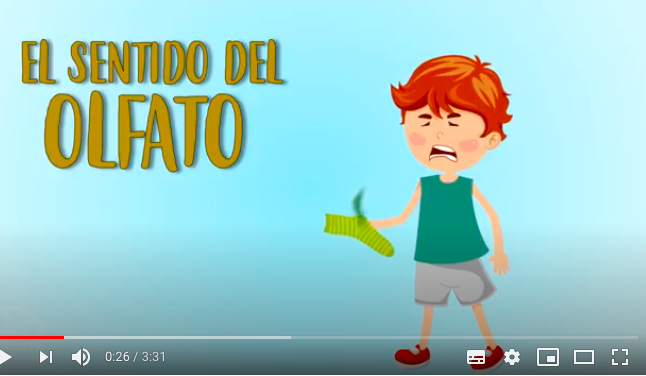 EL SENTIDO DEL
OLFATO
0:26 / 3:31